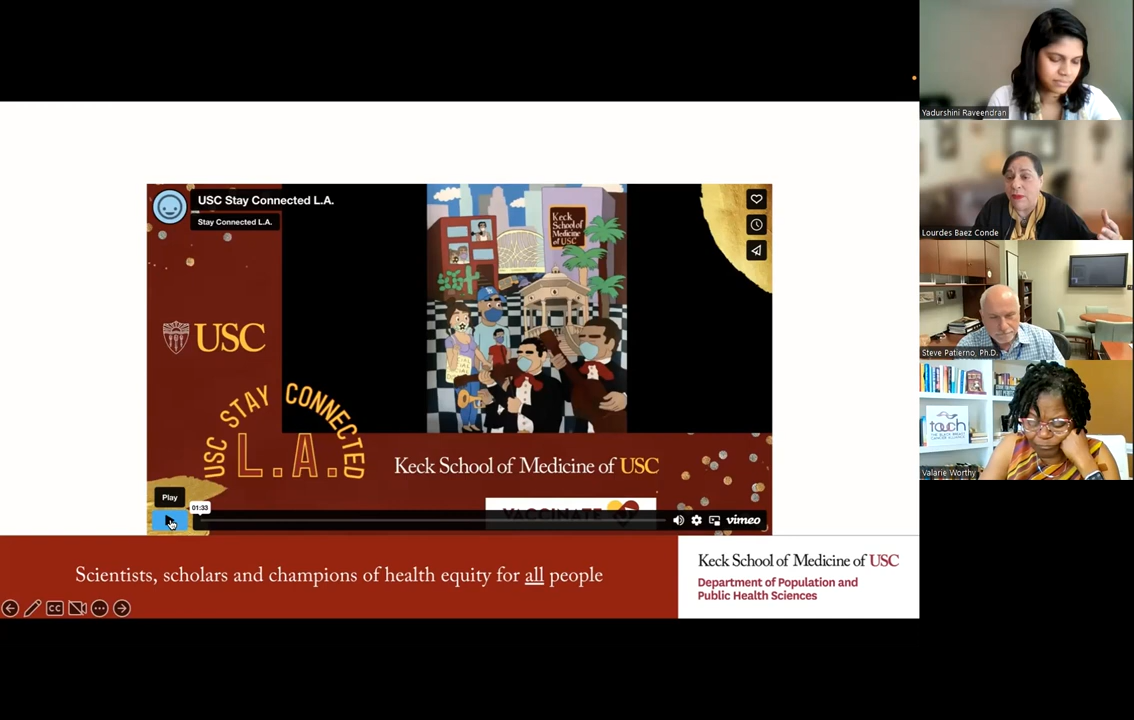 USC Stay Connected L.A.
Stay Connected L.A.
Keck School of Medicine of USC
USC
USC STAY CONNECTED
L.A.
Keck School of Medicine of USC
VACCINATE
Play
01:33
vimeo
Scientists, scholars and champions of health equity for all people
Keck School of Medicine of USC
Department of Population and
Public Health Sciences
CC
Yadurshini Raveendran
Lourdes Baez Conde
Steve Patierno, Ph.D.
touch
Valarie Worthy